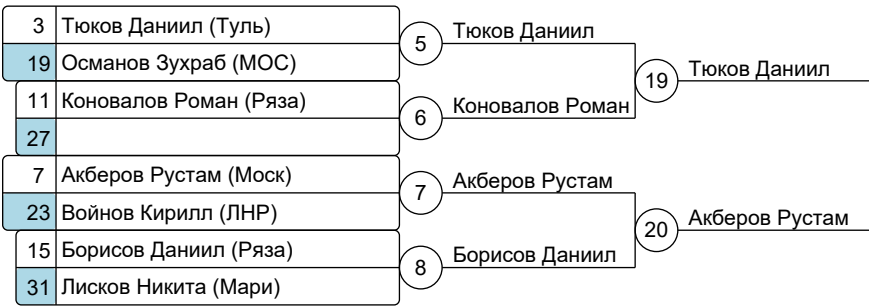 3 Тюков Даниил (Туль)
19 Османов Зухраб (МОС)
5 Тюков Даниил
11 Коновалов Роман (Ряза)
27
6 Коновалов Роман
19 Тюков Даниил
7 Акберов Рустам (Моск)
23 Войнов Кирилл (ЛНР)
7 Акберов Рустам
15 Борисов Даниил (Ряза)
31 Лисков Никита (Мари)
8 Борисов Даниил
20 Акберов Рустам